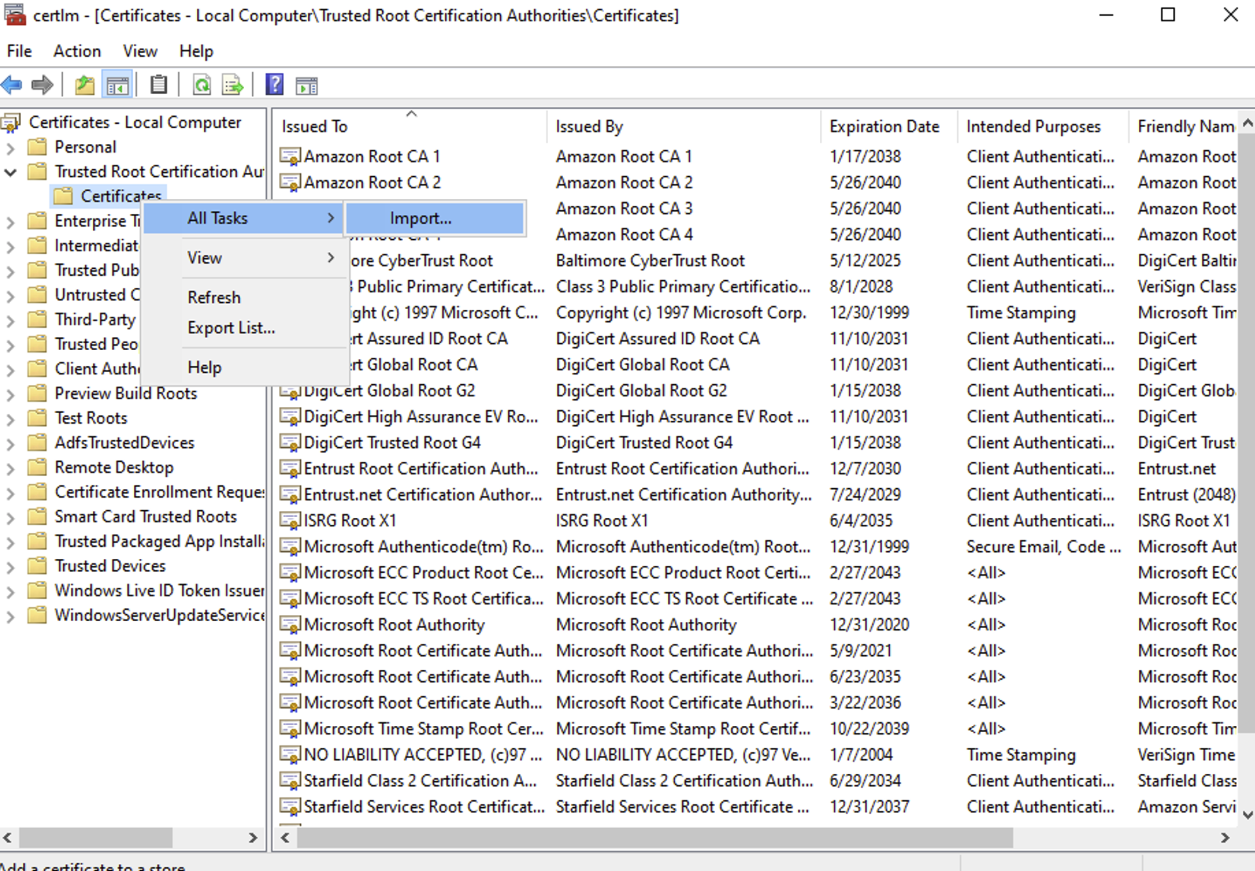 certlm - [Certificates - Local Computer\Trusted Root Certification Authorities\Certificates]
File Action View Help
Certificates - Local Computer
Personal
Trusted Root Certification Au
Certificates
Enterprise Tr
Intermediat
Trusted Pub
Untrusted C
Third-Party
Trusted Peo
Client Autho
Preview Build Roots
Test Roots
AdfsTrustedDevices
Remote Desktop
Certificate Enrollment Reques
Smart Card Trusted Roots
Trusted Packaged App Installa
Trusted Devices
Windows Live ID Token Issuer
WindowsServerUpdateService
All Tasks
Import...
View
Refresh
Export List...
Help
Issued To Issued By Expiration Date Intended Purposes Friendly Nam
Amazon Root CA 1 Amazon Root CA 1 1/17/2038 Client Authenticati... Amazon Root
Amazon Root CA 2 Amazon Root CA 2 5/26/2040 Client Authenticati... Amazon Root
Amazon Root CA 3 5/26/2040 Client Authenticati... Amazon Root
Amazon Root CA 4 5/26/2040 Client Authenticati... Amazon Root
ore CyberTrust Root Baltimore CyberTrust Root 5/12/2025 Client Authenticati... DigiCert Baltir
3 Public Primary Certificat... Class 3 Public Primary Certificatio... 8/1/2028 Client Authenticati... VeriSign Class
ght (c) 1997 Microsoft C... Copyright (c) 1997 Microsoft Corp. 12/30/1999 Time Stamping Microsoft Tim
rt Assured ID Root CA DigiCert Assured ID Root CA 11/10/2031 Client Authenticati... DigiCert
rt Global Root CA DigiCert Global Root CA 11/10/2031 Client Authenticati... DigiCert
DigiCert Global Root G2 DigiCert Global Root G2 1/15/2038 Client Authenticati... DigiCert Glob
DigiCert High Assurance EV Ro... DigiCert High Assurance EV Root ... 11/10/2031 Client Authenticati... DigiCert
DigiCert Trusted Root G4 DigiCert Trusted Root G4 1/15/2038 Client Authenticati... DigiCert Trust
Entrust Root Certification Auth... Entrust Root Certification Authori... 12/7/2030 Client Authenticati... Entrust.net
Entrust.net Certification Author... Entrust.net Certification Authority... 7/24/2029 Client Authenticati... Entrust (2048)
ISRG Root X1 ISRG Root X1 6/4/2035 Client Authenticati... ISRG Root X1
Microsoft Authenticode(tm) Ro... Microsoft Authenticode(tm) Root... 12/31/1999 Secure Email, Code ... Microsoft Aut
Microsoft ECC Product Root Ce... Microsoft ECC Product Root Certi... 2/27/2043 <All> Microsoft ECC
Microsoft ECC TS Root Certifica... Microsoft ECC TS Root Certificate ... 2/27/2043 <All> Microsoft ECC
Microsoft Root Authority Microsoft Root Authority 12/31/2020 <All> Microsoft Roo
Microsoft Root Certificate Auth... Microsoft Root Certificate Authori... 5/9/2021 <All> Microsoft Roo
Microsoft Root Certificate Auth... Microsoft Root Certificate Authori... 6/23/2035 <All> Microsoft Roo
Microsoft Root Certificate Auth... Microsoft Root Certificate Authori... 3/22/2036 <All> Microsoft Roo
Microsoft Time Stamp Root Cer... Microsoft Time Stamp Root Certif... 10/22/2039 <All> Microsoft Tim
NO LIABILITY ACCEPTED, (c)97 ... NO LIABILITY ACCEPTED, (c)97 Ve... 1/7/2004 Time Stamping VeriSign Time
Starfield Class 2 Certification A... Starfield Class 2 Certification Auth... 6/29/2034 Client Authenticati... Starfield Class
Starfield Services Root Certificat... Starfield Services Root Certificate ... 12/31/2037 Client Authenticati... Amazon Servi
Add a certificate to a store